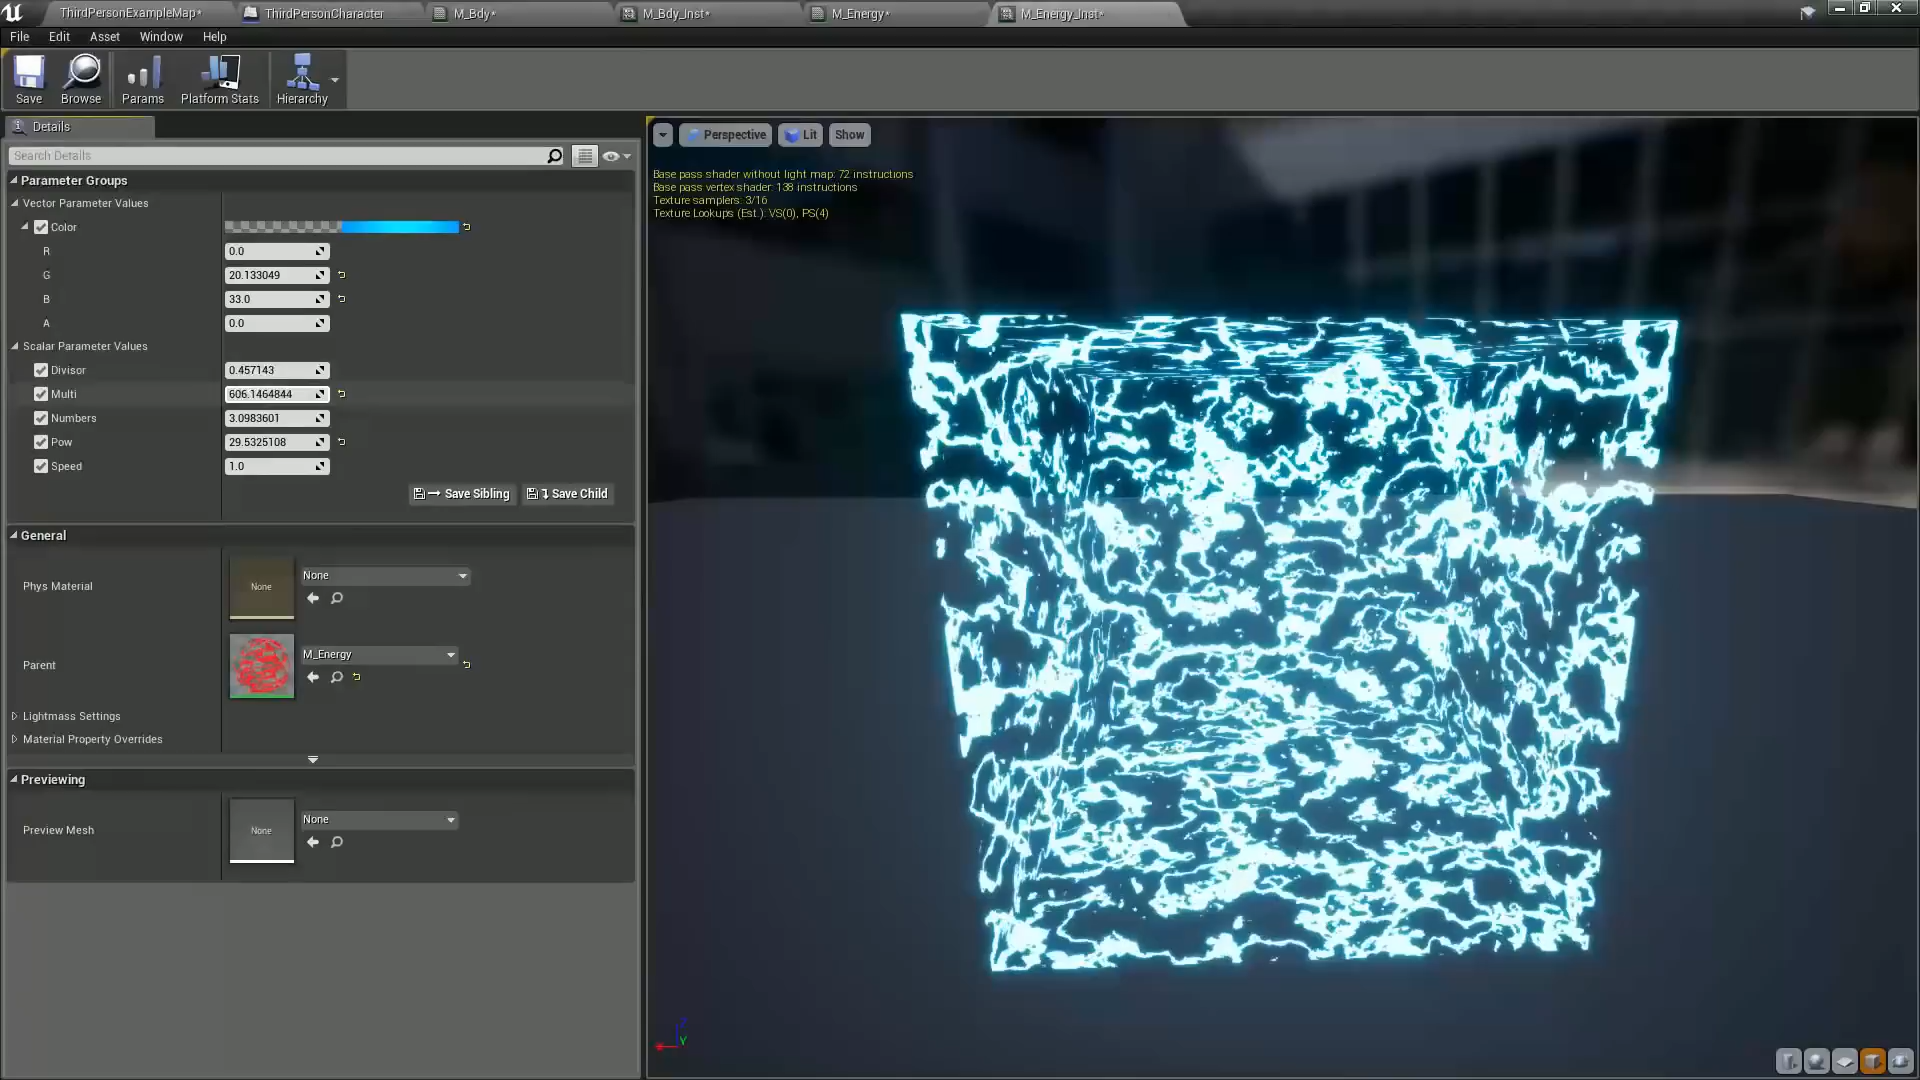 ThirdPersonExampleMap*
ThirdPersonCharacter
M_Bdy*
M_Bdy_Inst*
M_Energy*
M_Energy_Inst*
File Edit Asset Window Help
Save
Browse
Params
Platform Stats
Hierarchy
Details
Search Details
Parameter Groups
Vector Parameter Values
Color
R 0.0
G 20.133049
B 33.0
A 0.0
Scalar Parameter Values
Divisor 0.457143
Multi 606.1464844
Numbers 3.0983601
Pow 29.5325108
Speed 1.0
Save Sibling
Save Child
General
Phys Material
None
None
Parent
M_Energy
Lightmass Settings
Material Property Overrides
Previewing
Preview Mesh
None
None
Perspective
Lit
Show
Base pass shader without light map: 72 instructions
Base pass vertex shader: 138 instructions
Texture samplers: 3/16
Texture Lookups (Est.): VS(0), PS(4)
Z
Y